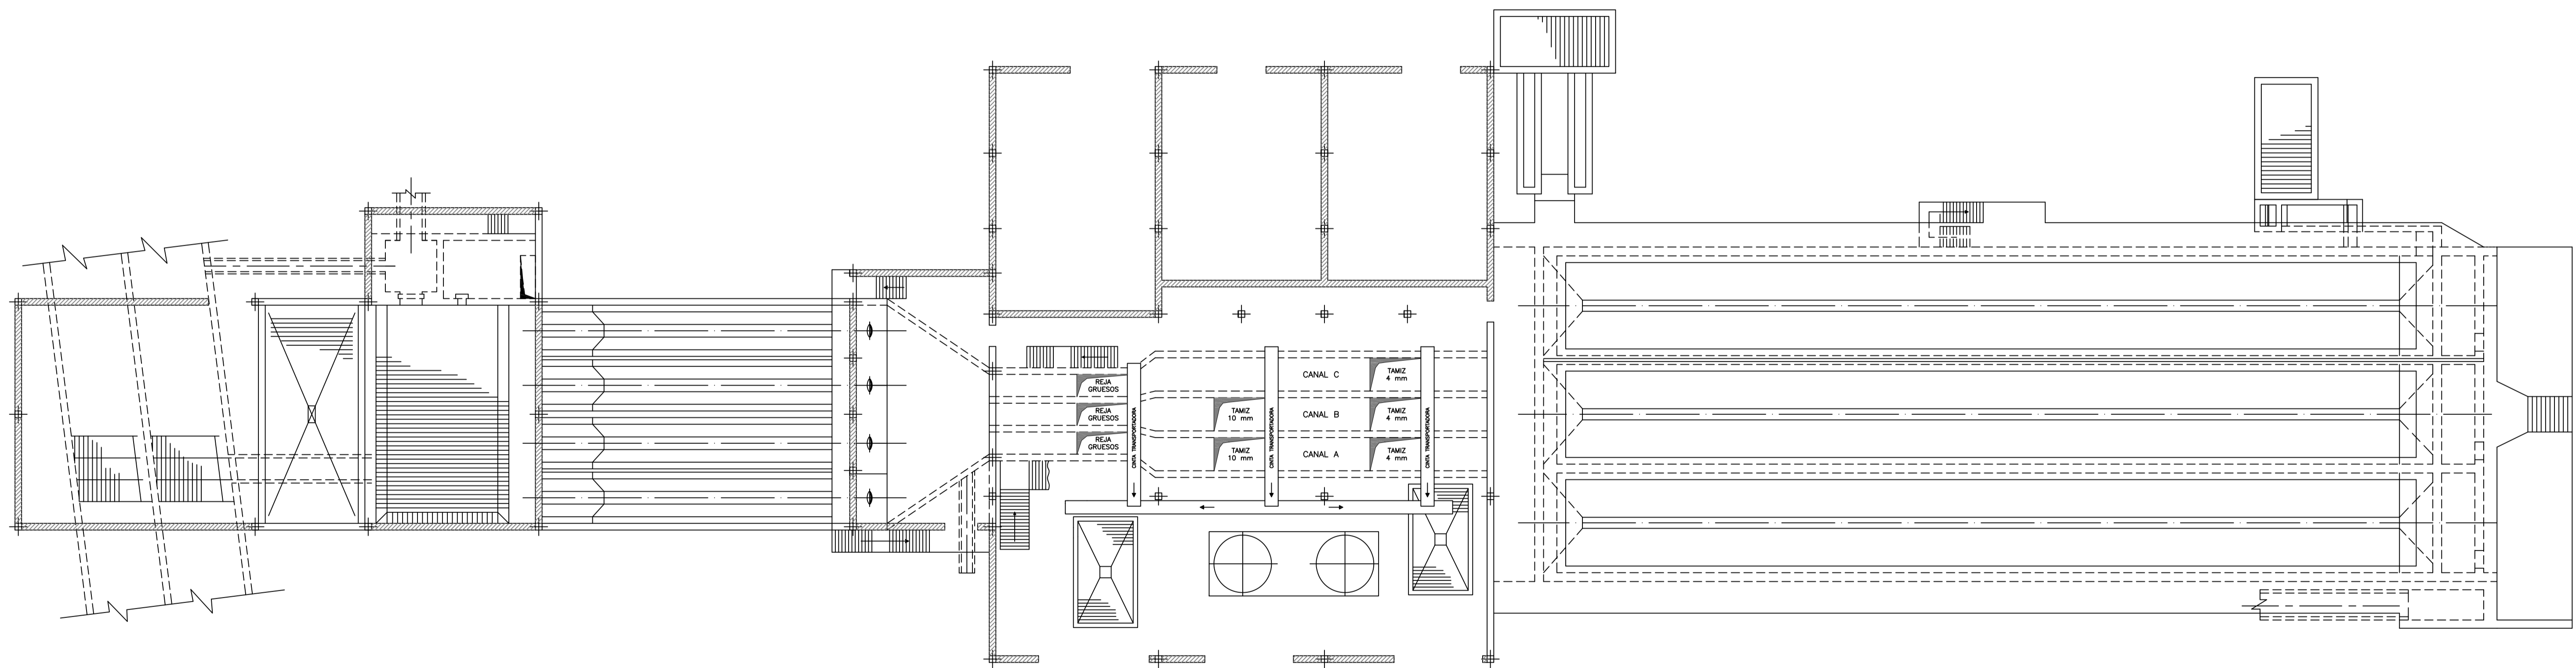 REJA
GRUESOS
REJA
GRUESOS
REJA
GRUESOS
CINTA TRANSPORTADORA
TAMIZ
10 mm
TAMIZ
10 mm
CINTA TRANSPORTADORA
CANAL C
CANAL B
CANAL A
TAMIZ
4 mm
TAMIZ
4 mm
TAMIZ
4 mm
CINTA TRANSPORTADORA